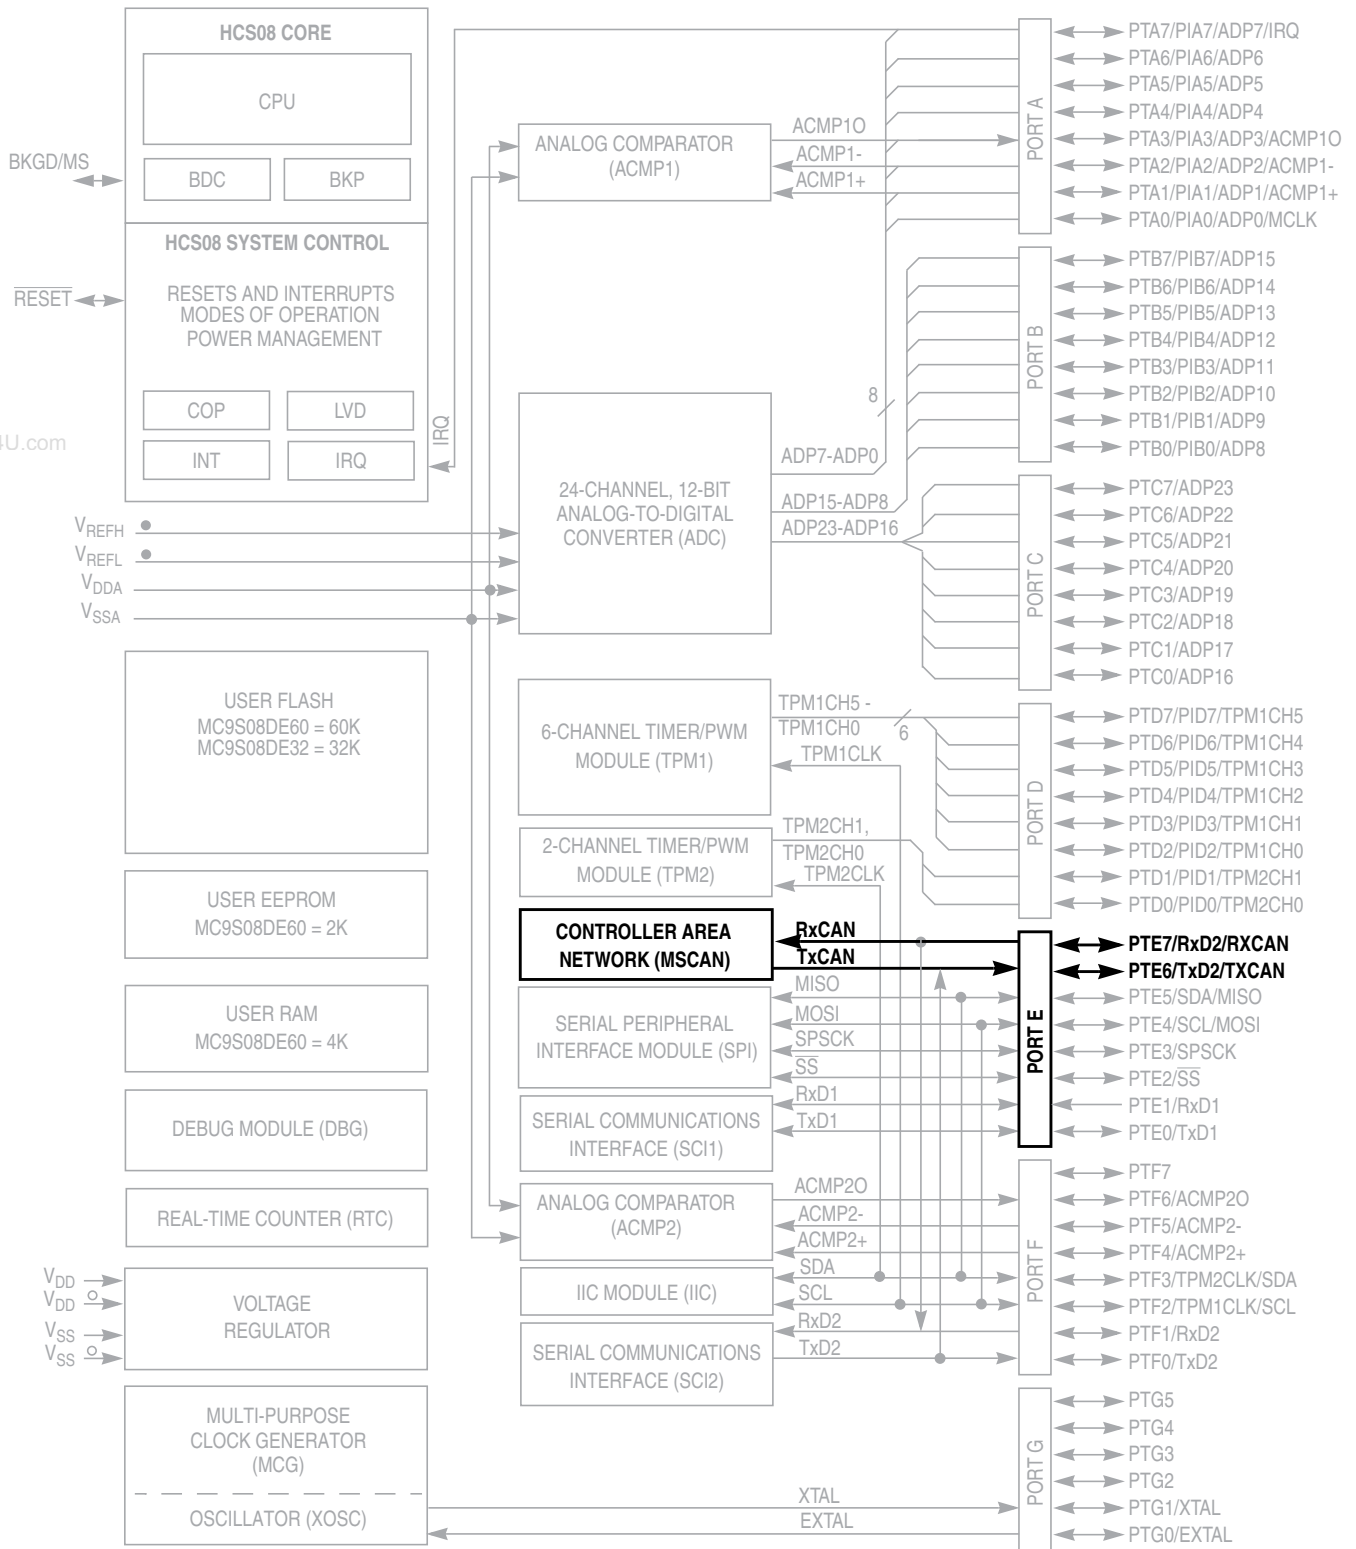 HCS08 CORE
CPU
BDC
BKP
BKGD/MS
HCS08 SYSTEM CONTROL
RESETS AND INTERRUPTS
MODES OF OPERATION
POWER MANAGEMENT
RESET
COP
LVD
INT
IRQ
IRQ
4U.com
VREFH
VREFL
VDDA
VSSA
USER FLASH
MC9S08DE60 = 60K
MC9S08DE32 = 32K
USER EEPROM
MC9S08DE60 = 2K
USER RAM
MC9S08DE60 = 4K
DEBUG MODULE (DBG)
REAL-TIME COUNTER (RTC)
VDD
VDD
VSS
VSS
VOLTAGE
REGULATOR
MULTI-PURPOSE
CLOCK GENERATOR
(MCG)
OSCILLATOR (XOSC)
ANALOG COMPARATOR
(ACMP1)
ACMP1O
ACMP1-
ACMP1+
24-CHANNEL, 12-BIT
ANALOG-TO-DIGITAL
CONVERTER (ADC)
8
ADP7-ADP0
ADP15-ADP8
ADP23-ADP16
6-CHANNEL TIMER/PWM
MODULE (TPM1)
TPM1CH5 -
TPM1CH0
6
TPM1CLK
2-CHANNEL TIMER/PWM
MODULE (TPM2)
TPM2CH1,
TPM2CH0
TPM2CLK
CONTROLLER AREA
NETWORK (MSCAN)
RxCAN
TxCAN
SERIAL PERIPHERAL
INTERFACE MODULE (SPI)
MISO
MOSI
SPSCK
SS
SERIAL COMMUNICATIONS
INTERFACE (SCI1)
RxD1
TxD1
ANALOG COMPARATOR
(ACMP2)
ACMP2O
ACMP2-
ACMP2+
IIC MODULE (IIC)
SDA
SCL
SERIAL COMMUNICATIONS
INTERFACE (SCI2)
RxD2
TxD2
XTAL
EXTAL
PORT A
PTA7/PIA7/ADP7/IRQ
PTA6/PIA6/ADP6
PTA5/PIA5/ADP5
PTA4/PIA4/ADP4
PTA3/PIA3/ADP3/ACMP1O
PTA2/PIA2/ADP2/ACMP1-
PTA1/PIA1/ADP1/ACMP1+
PTA0/PIA0/ADP0/MCLK
PORT B
PTB7/PIB7/ADP15
PTB6/PIB6/ADP14
PTB5/PIB5/ADP13
PTB4/PIB4/ADP12
PTB3/PIB3/ADP11
PTB2/PIB2/ADP10
PTB1/PIB1/ADP9
PTB0/PIB0/ADP8
PORT C
PTC7/ADP23
PTC6/ADP22
PTC5/ADP21
PTC4/ADP20
PTC3/ADP19
PTC2/ADP18
PTC1/ADP17
PTC0/ADP16
PORT D
PTD7/PID7/TPM1CH5
PTD6/PID6/TPM1CH4
PTD5/PID5/TPM1CH3
PTD4/PID4/TPM1CH2
PTD3/PID3/TPM1CH1
PTD2/PID2/TPM1CH0
PTD1/PID1/TPM2CH1
PTD0/PID0/TPM2CH0
PORT E
PTE7/RxD2/RXCAN
PTE6/TxD2/TXCAN
PTE5/SDA/MISO
PTE4/SCL/MOSI
PTE3/SPSCK
PTE2/SS
PTE1/RxD1
PTE0/TxD1
PORT F
PTF7
PTF6/ACMP2O
PTF5/ACMP2-
PTF4/ACMP2+
PTF3/TPM2CLK/SDA
PTF2/TPM1CLK/SCL
PTF1/RxD2
PTF0/TxD2
PORT G
PTG5
PTG4
PTG3
PTG2
PTG1/XTAL
PTG0/EXTAL